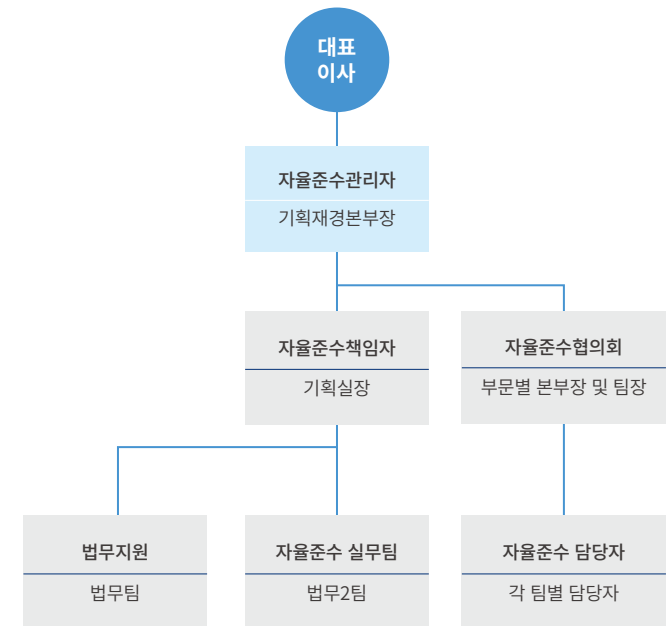 대표
이사
자율준수관리자
기획재경본부장
자율준수책임자
기획실장
자율준수협의회
부문별 본부장 및 팀장
법무지원
법무팀
자율준수 실무팀
법무2팀
자율준수 담당자
각 팀별 담당자